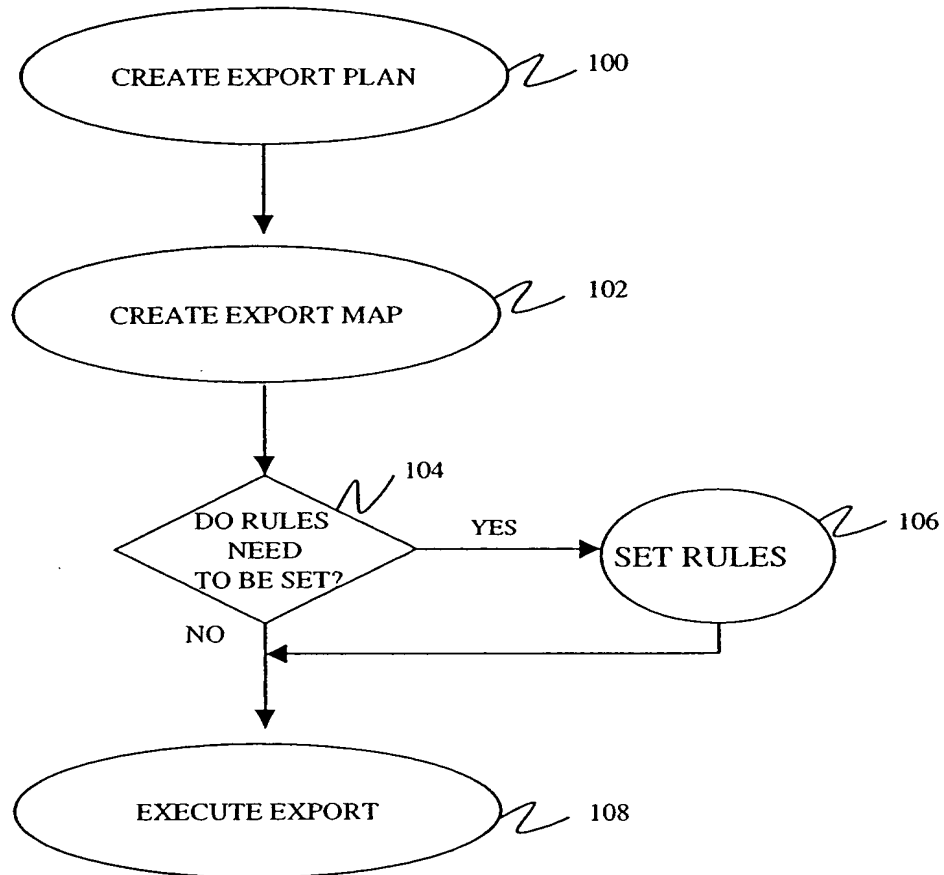 CREATE EXPORT PLAN
100
CREATE EXPORT MAP
102
104
DO RULES
NEED
TO BE SET?
YES
SET RULES
106
NO
EXECUTE EXPORT
108